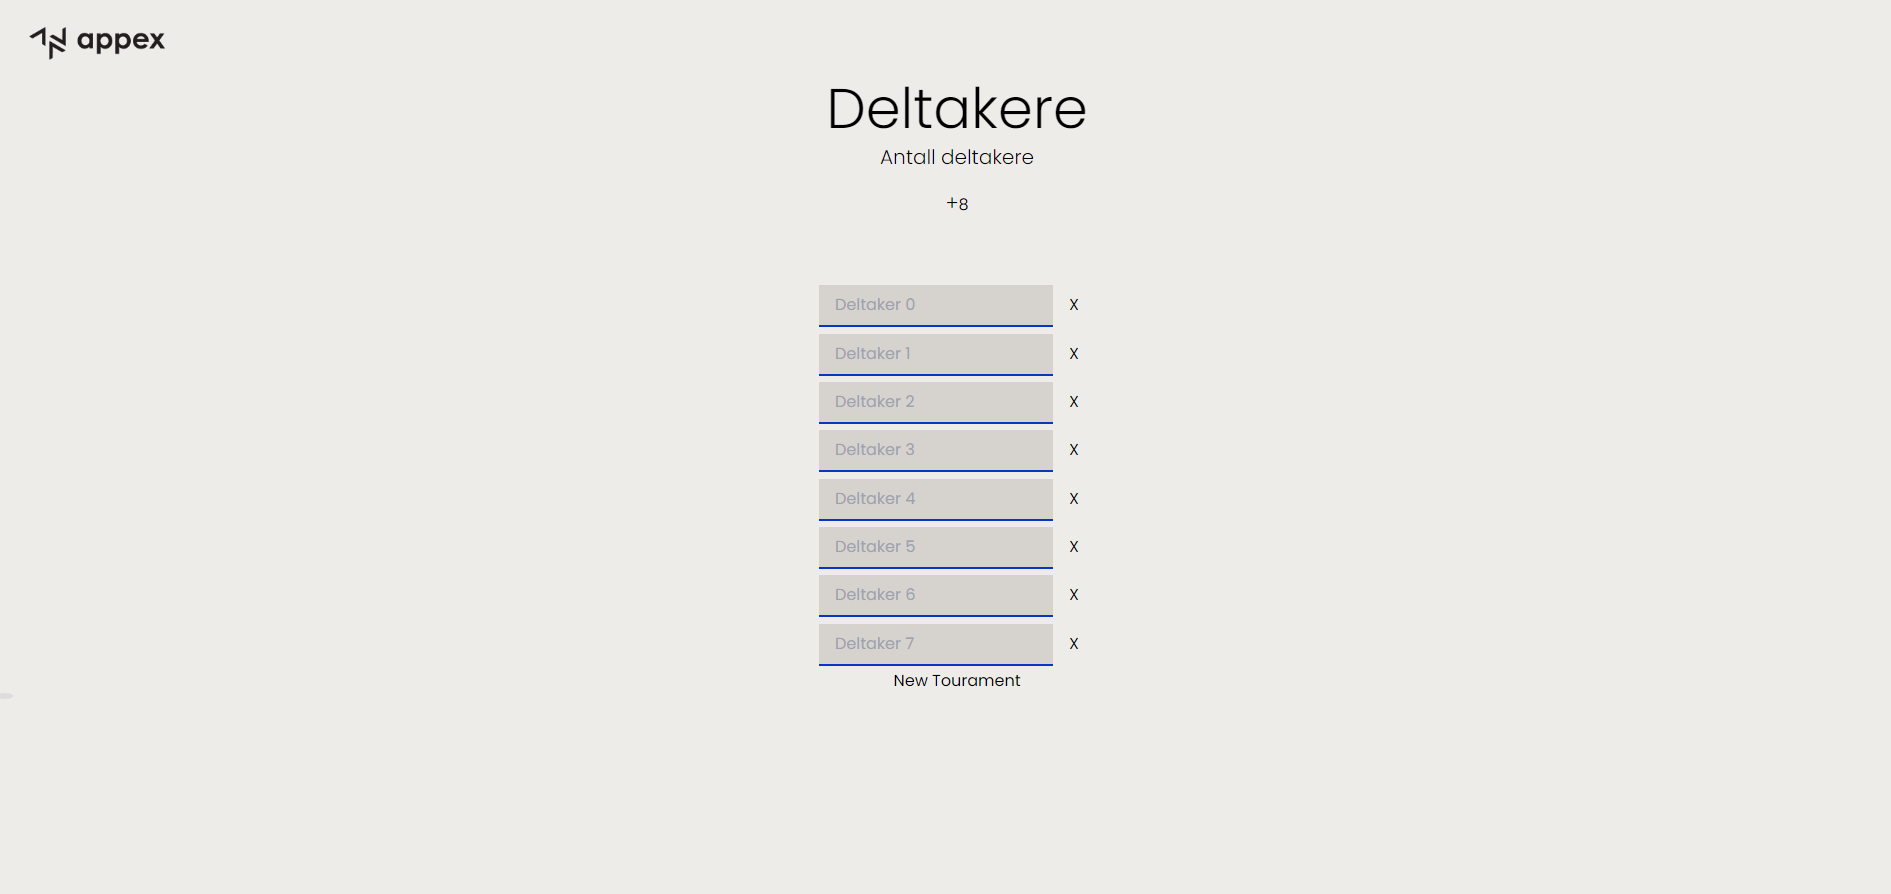 appex
Deltakere
Antall deltakere
+8
Deltaker 0 X
Deltaker 1 X
Deltaker 2 X
Deltaker 3 X
Deltaker 4 X
Deltaker 5 X
Deltaker 6 X
Deltaker 7 X
New Tourament